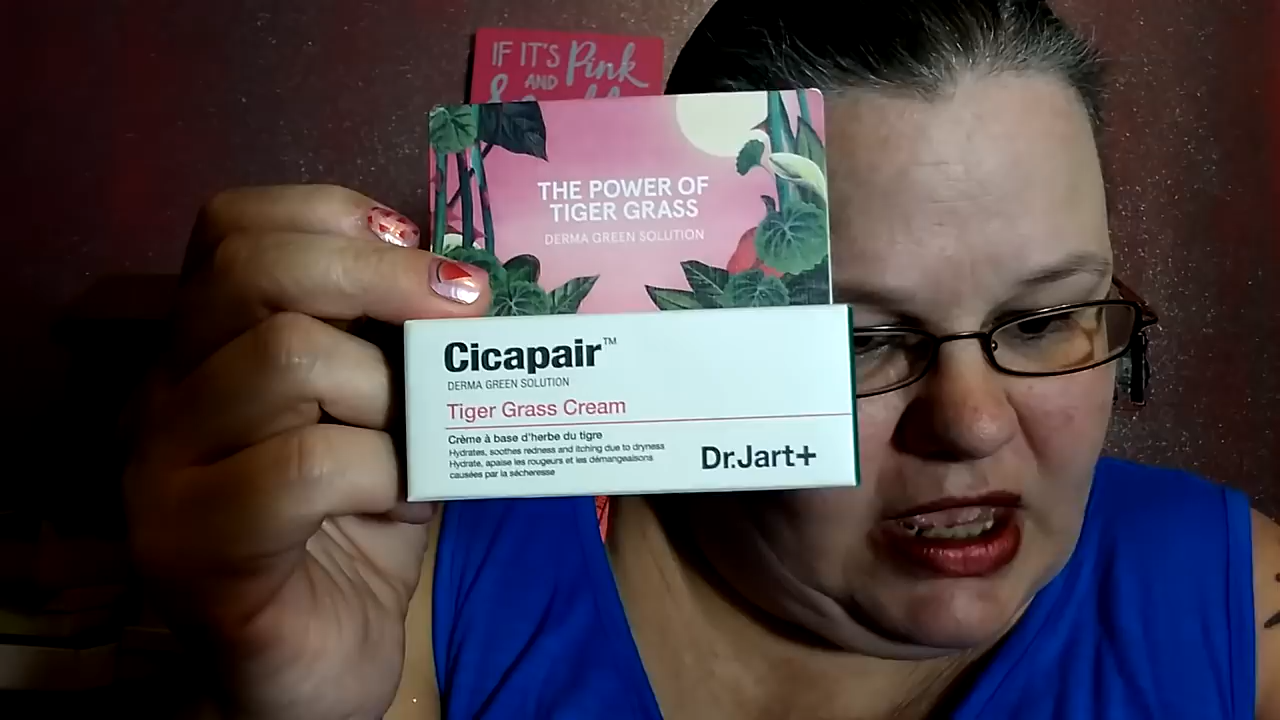 IF IT'S Pink
AND
THE POWER OF
TIGER GRASS
DERMA GREEN SOLUTION
Cicapair™
DERMA GREEN SOLUTION
Tiger Grass Cream
Crème à base d'herbe du tigre
Hydrates, soothes redness and itching due to dryness
Hydrate, apaise les rougeurs et les démangeaisons
causées par la sécheresse
Dr.Jart+